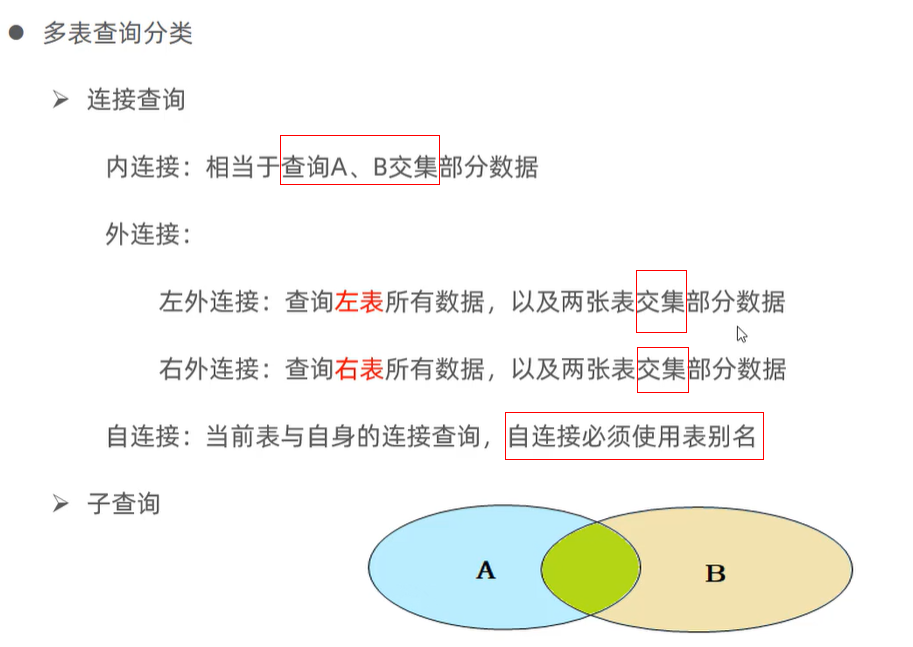 多表查询分类
连接查询
内连接：相当于查询A、B交集部分数据
外连接：
左外连接：查询左表所有数据，以及两张表交集部分数据
右外连接：查询右表所有数据，以及两张表交集部分数据
自连接：当前表与自身的连接查询，自连接必须使用表别名
子查询
A
B